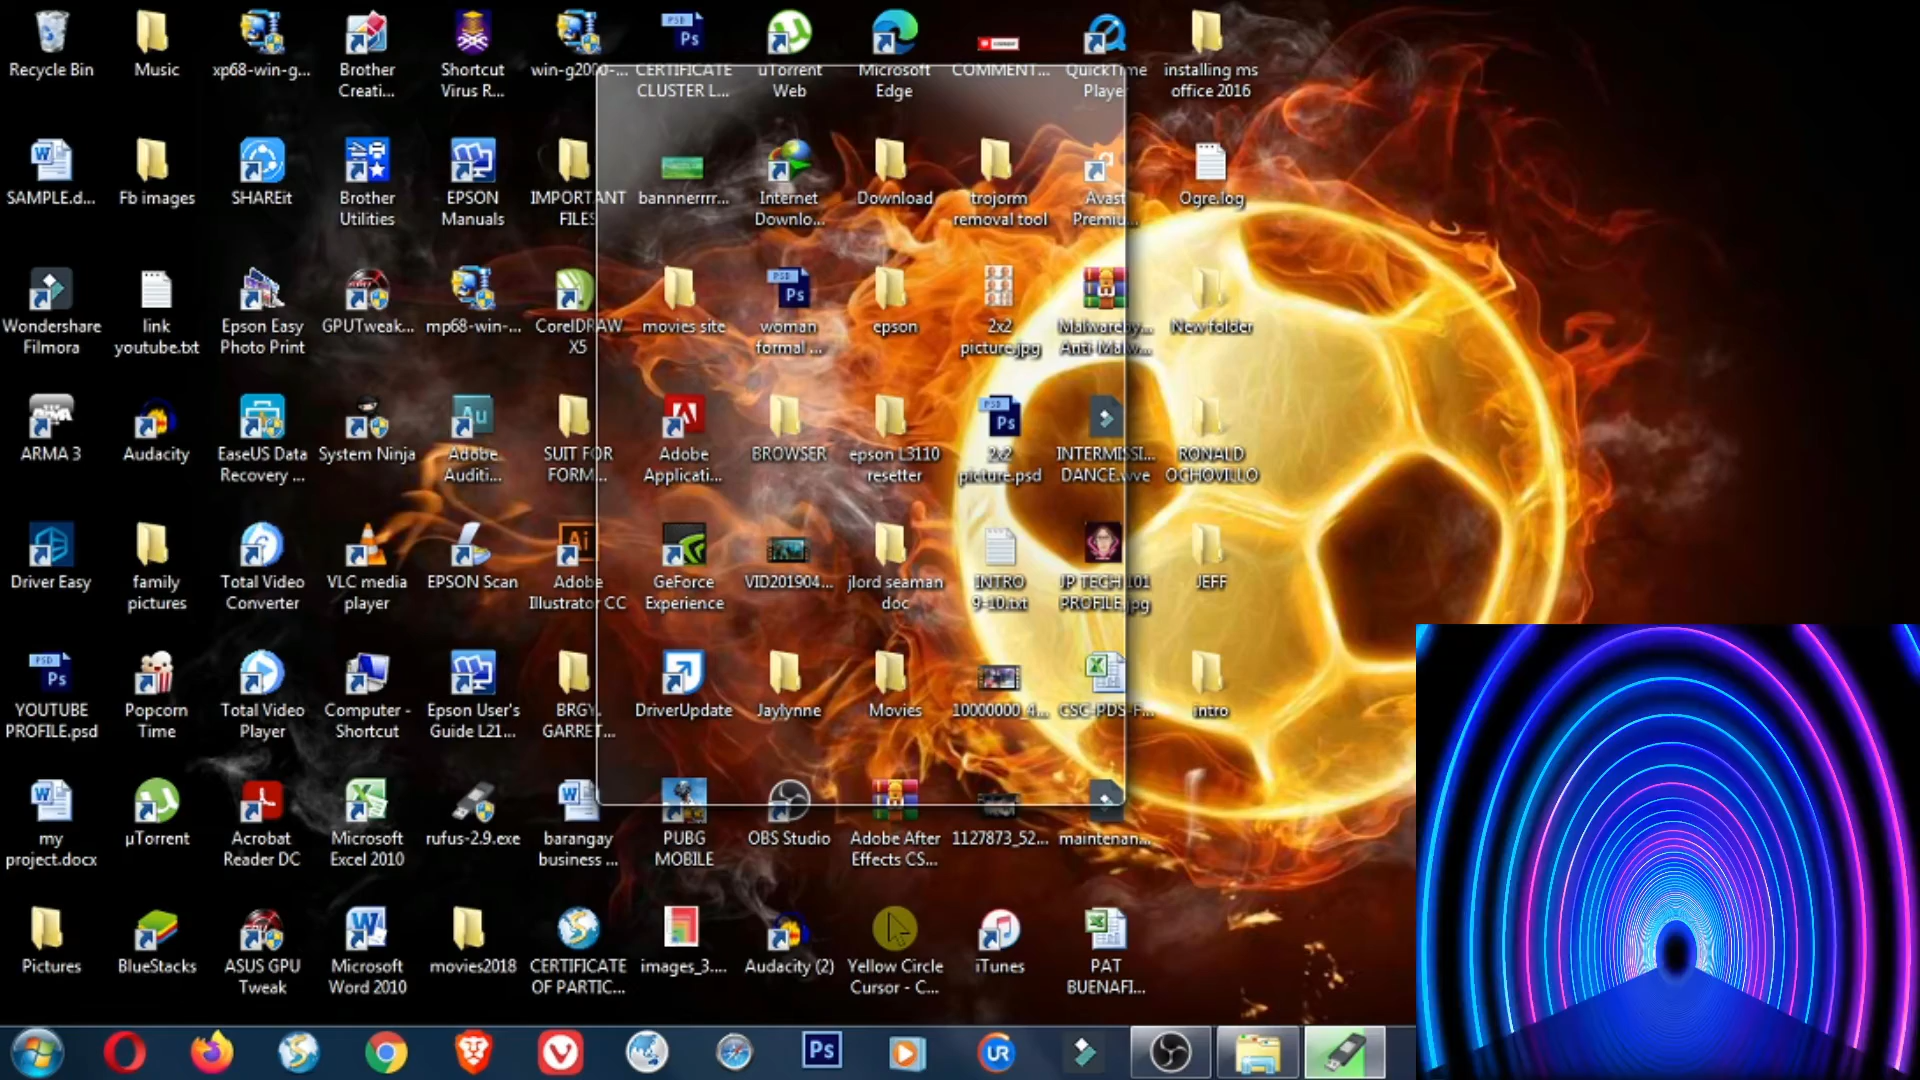 Recycle Bin
Music
xp68-win-g...
Brother
Creati...
Shortcut
Virus R...
win-g2000-...
CERTIFICATE
CLUSTER L...
uTorrent
Web
Microsoft
Edge
COMMENT...
QuickTime
Player
installing ms
office 2016
SAMPLE.d...
Fb images
SHAREit
Brother
Utilities
EPSON
Manuals
IMPORTANT
FILES
bannnerrrr...
Internet
Downlo...
Download
trojorm
removal tool
Avast
Premiu...
Ogre.log
Wondershare
Filmora
link
youtube.txt
Epson Easy
Photo Print
GPUTweak...
mp68-win-...
CorelDRAW
X5
movies site
woman
formal ...
epson
2x2
picture.jpg
Malwareby...
Anti-Malw...
New folder
ARMA 3
Audacity
EaseUS Data
Recovery ...
System Ninja
Adobe
Auditi...
SUIT FOR
FORM...
Adobe
Applicati...
BROWSER
epson L3110
resetter
2x2
picture.psd
INTERMISSI...
DANCE.wve
RONALD
OCHOVILLO
Driver Easy
family
pictures
Total Video
Converter
VLC media
player
EPSON Scan
Adobe
Illustrator CC
GeForce
Experience
VID201904...
jlord seaman
doc
INTRO
9-10.txt
JP TECH 101
PROFILE.jpg
JEFF
YOUTUBE
PROFILE.psd
Popcorn
Time
Total Video
Player
Computer -
Shortcut
Epson User's
Guide L21...
BRGY.
GARRET...
DriverUpdate
Jaylynne
Movies
10000000_4...
CSC-PDS-F...
intro
my
project.docx
µTorrent
Acrobat
Reader DC
Microsoft
Excel 2010
rufus-2.9.exe
barangay
business ...
PUBG
MOBILE
OBS Studio
Adobe After
Effects CS...
1127873_52...
maintenan...
Pictures
BlueStacks
ASUS GPU
Tweak
Microsoft
Word 2010
movies2018
CERTIFICATE
OF PARTIC...
images_3....
Audacity (2)
Yellow Circle
Cursor - C...
iTunes
PAT
BUENAFI...
Ps
UR